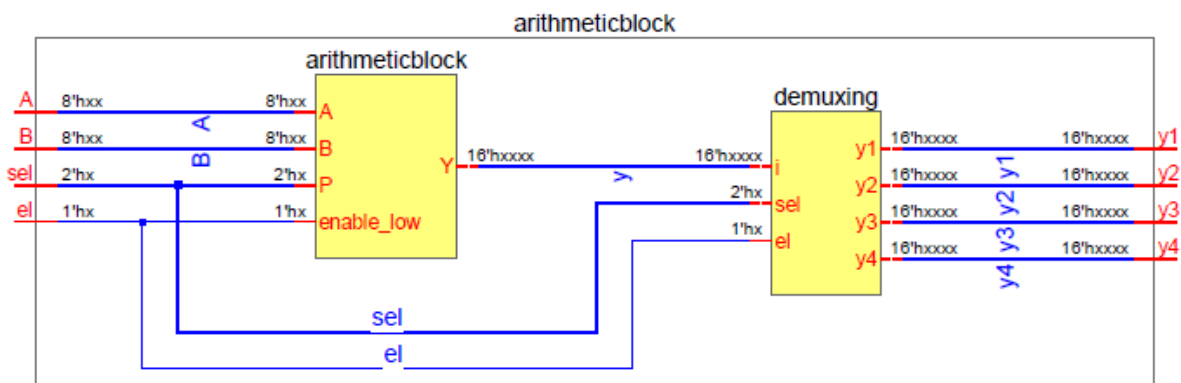 arithmeticblock
arithmeticblock
demuxing
A 8'hxx A 8'hxx A
B 8'hxx B 8'hxx B
sel 2'hx 2'hx P
el 1'hx 1'hx enable_low
Y 16'hxxxx y 16'hxxxx i
2'hx sel
1'hx el
y1 16'hxxxx y1 16'hxxxx y1
y2 16'hxxxx y2 16'hxxxx y2
y3 16'hxxxx y3 16'hxxxx y3
y4 16'hxxxx y4 16'hxxxx y4
sel
el